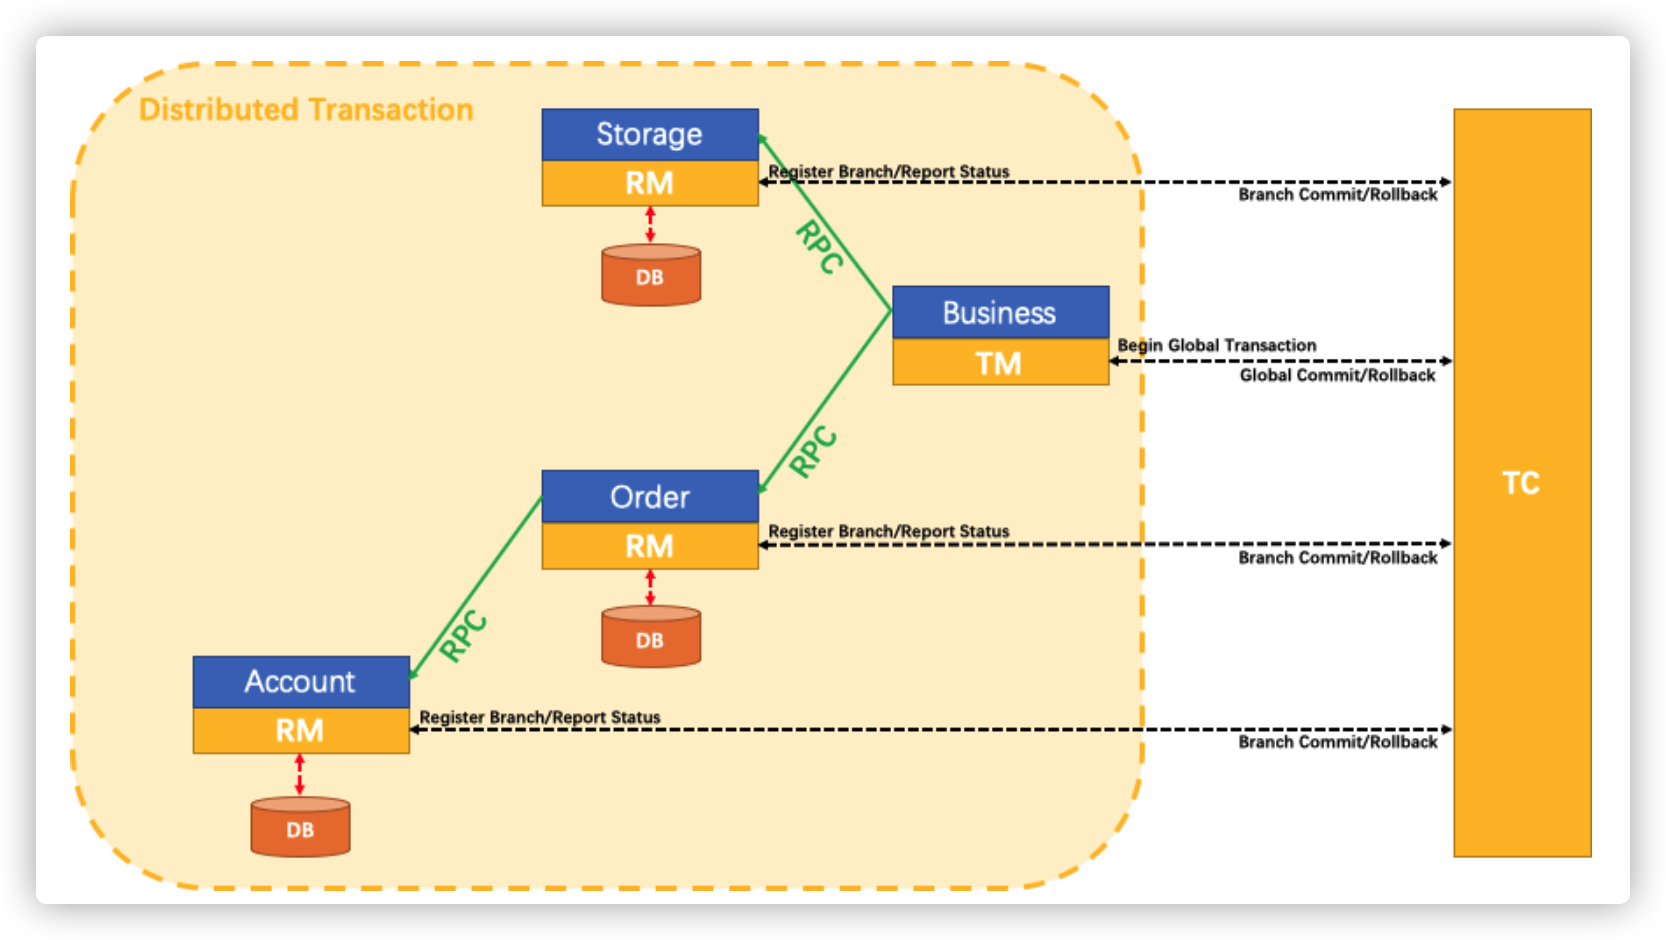 Distributed Transaction
Storage
RM
DB
Register Branch/Report Status
Branch Commit/Rollback
RPC
Business
TM
Begin Global Transaction
Global Commit/Rollback
TC
RPC
Order
RM
DB
Register Branch/Report Status
Branch Commit/Rollback
RPC
Account
RM
DB
Register Branch/Report Status
Branch Commit/Rollback